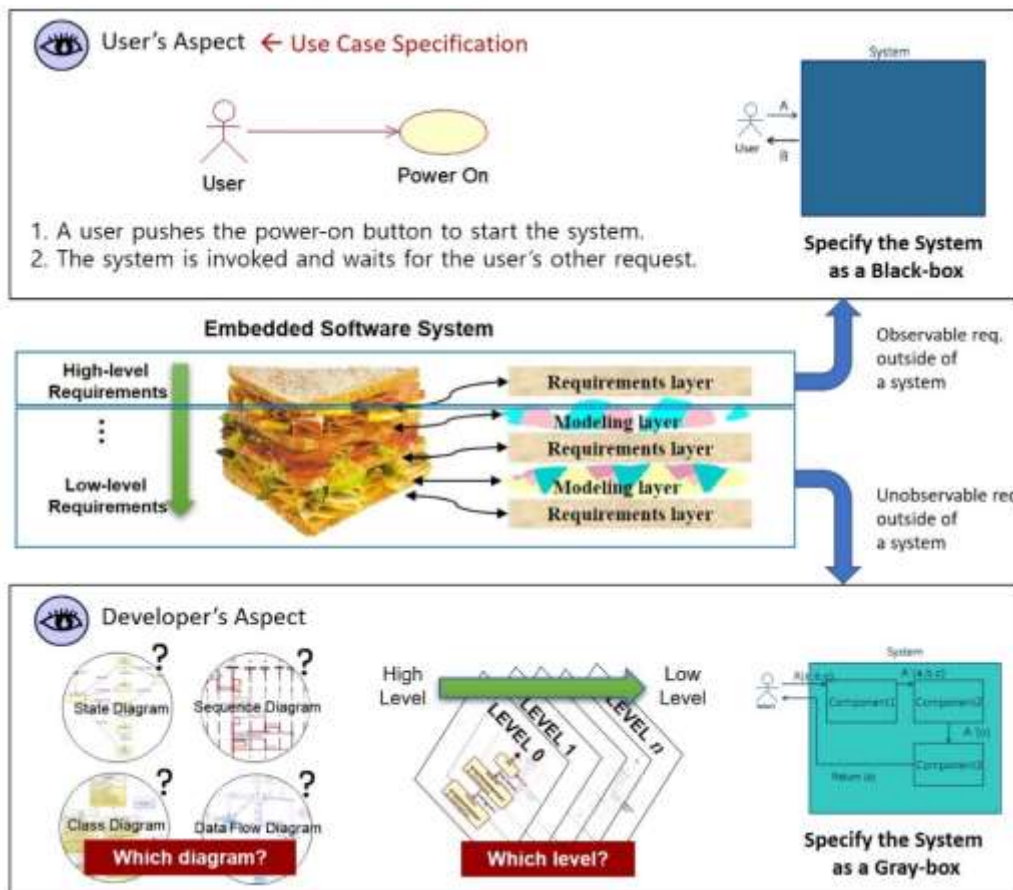 User's Aspect ← Use Case Specification
System
A
User
B
User
Power On
1. A user pushes the power-on button to start the system.
2. The system is invoked and waits for the user's other request.
Specify the System
as a Black-box
Embedded Software System
Observable req.
outside of
a system
High-level
Requirements
⋮
Low-level
Requirements
Requirements layer
Modeling layer
Requirements layer
Modeling layer
Requirements layer
Unobservable req
outside of
a system
Developer's Aspect
?
State Diagram
?
Sequence Diagram
?
Class Diagram
?
Data Flow Diagram
Which diagram?
High
Level
Low
Level
LEVEL 0
LEVEL 1
LEVEL n
Which level?
System
Component1
Component2
Component3
Specify the System
as a Gray-box